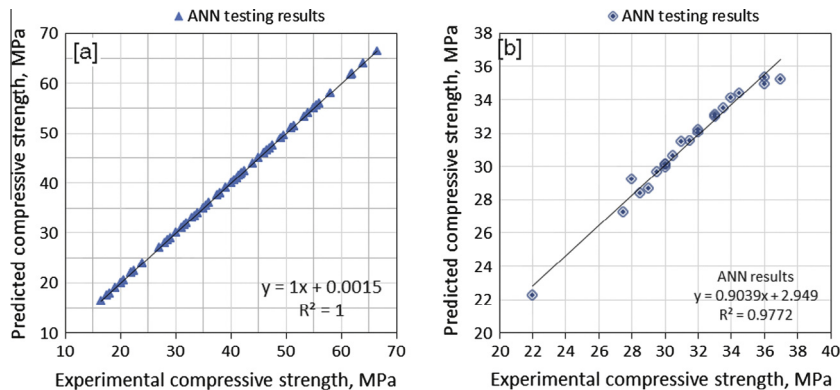 ANN testing results
[a]
Predicted compressive strength, MPa
70
60
50
40
30
20
10
y = 1x + 0.0015
R² = 1
10 20 30 40 50 60 70
Experimental compressive strength, MPa
ANN testing results
[b]
Predicted compressive strength, MPa
38
36
34
32
30
28
26
24
22
20
ANN results
y = 0.9039x + 2.949
R² = 0.9772
20 22 24 26 28 30 32 34 36 38 40
Experimental compressive strength, MPa